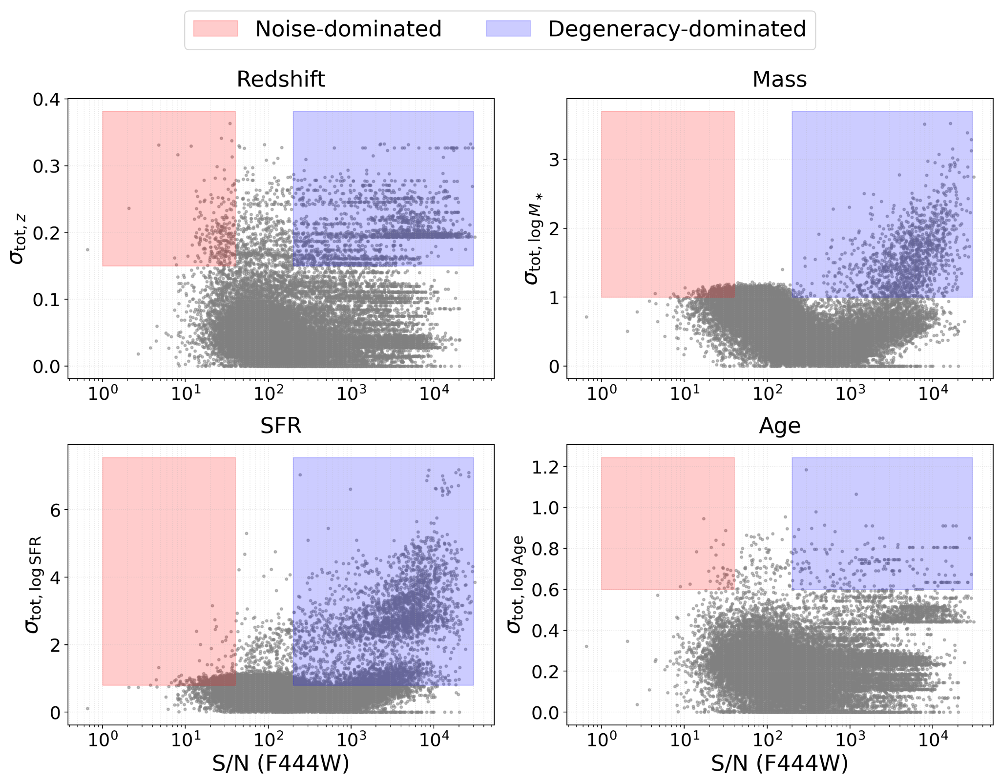 Noise-dominated Degeneracy-dominated
Redshift
0.4
0.3
0.2
0.1
0.0
σtot, z
10⁰ 10¹ 10² 10³ 10⁴
Mass
3
2
1
0
σtot, log M*
10⁰ 10¹ 10² 10³ 10⁴
SFR
6
4
2
0
σtot, log SFR
10⁰ 10¹ 10² 10³ 10⁴
S/N (F444W)
Age
1.2
1.0
0.8
0.6
0.4
0.2
0.0
σtot, log Age
10⁰ 10¹ 10² 10³ 10⁴
S/N (F444W)